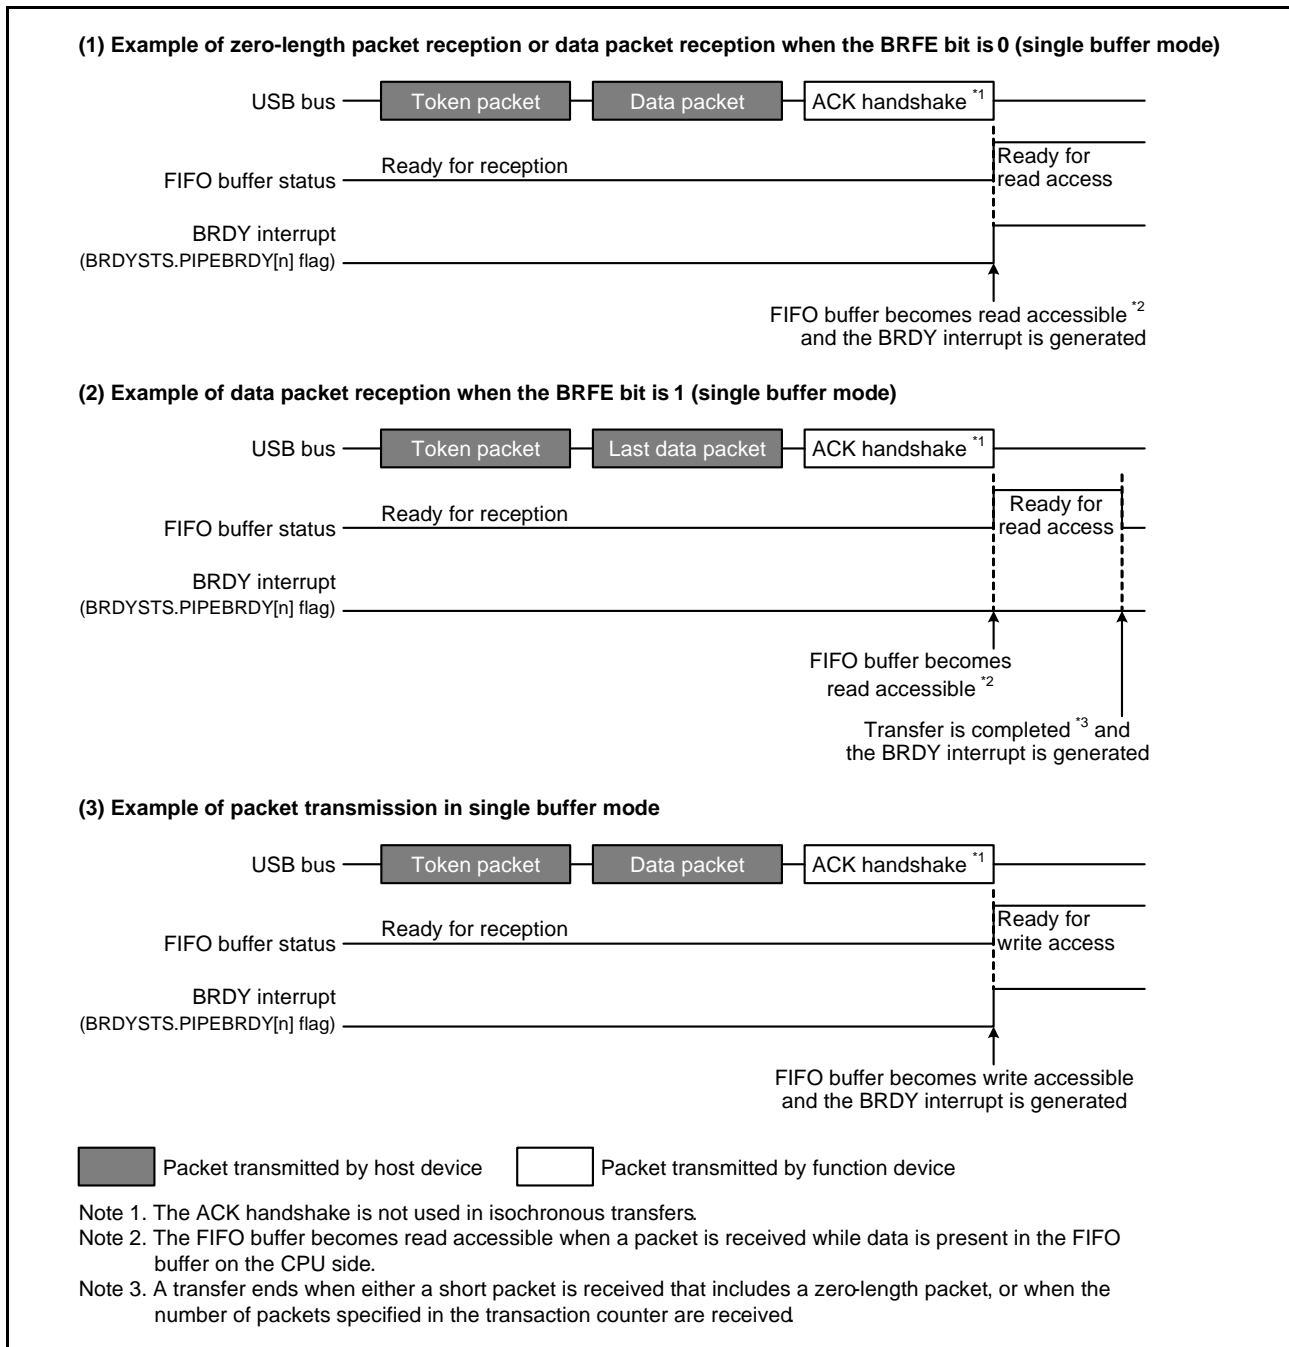 (1) Example of zero-length packet reception or data packet reception when the BRFE bit is 0 (single buffer mode)
USB bus Token packet Data packet ACK handshake *1
FIFO buffer status Ready for reception Ready for
read access
BRDY interrupt
(BRDYSTS.PIPEBRDY[n] flag)
FIFO buffer becomes read accessible *2
and the BRDY interrupt is generated
(2) Example of data packet reception when the BRFE bit is 1 (single buffer mode)
USB bus Token packet Last data packet ACK handshake *1
FIFO buffer status Ready for reception Ready for
read access
BRDY interrupt
(BRDYSTS.PIPEBRDY[n] flag)
FIFO buffer becomes
read accessible *2
Transfer is completed *3 and
the BRDY interrupt is generated
(3) Example of packet transmission in single buffer mode
USB bus Token packet Data packet ACK handshake *1
FIFO buffer status Ready for reception Ready for
write access
BRDY interrupt
(BRDYSTS.PIPEBRDY[n] flag)
FIFO buffer becomes write accessible
and the BRDY interrupt is generated
Packet transmitted by host device Packet transmitted by function device
Note 1. The ACK handshake is not used in isochronous transfers.
Note 2. The FIFO buffer becomes read accessible when a packet is received while data is present in the FIFO
buffer on the CPU side.
Note 3. A transfer ends when either a short packet is received that includes a zero-length packet, or when the
number of packets specified in the transaction counter are received.